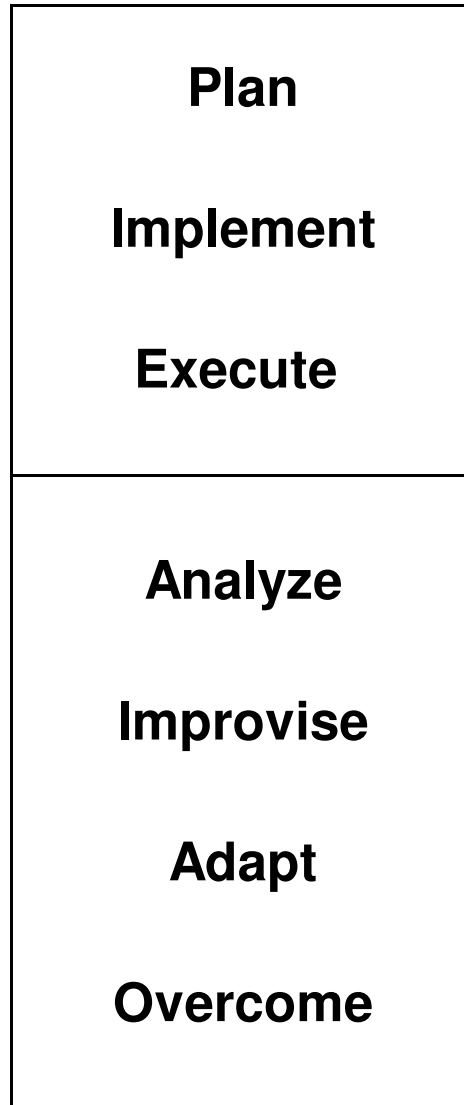 Plan
Implement
Execute
Analyze
Improvise
Adapt
Overcome